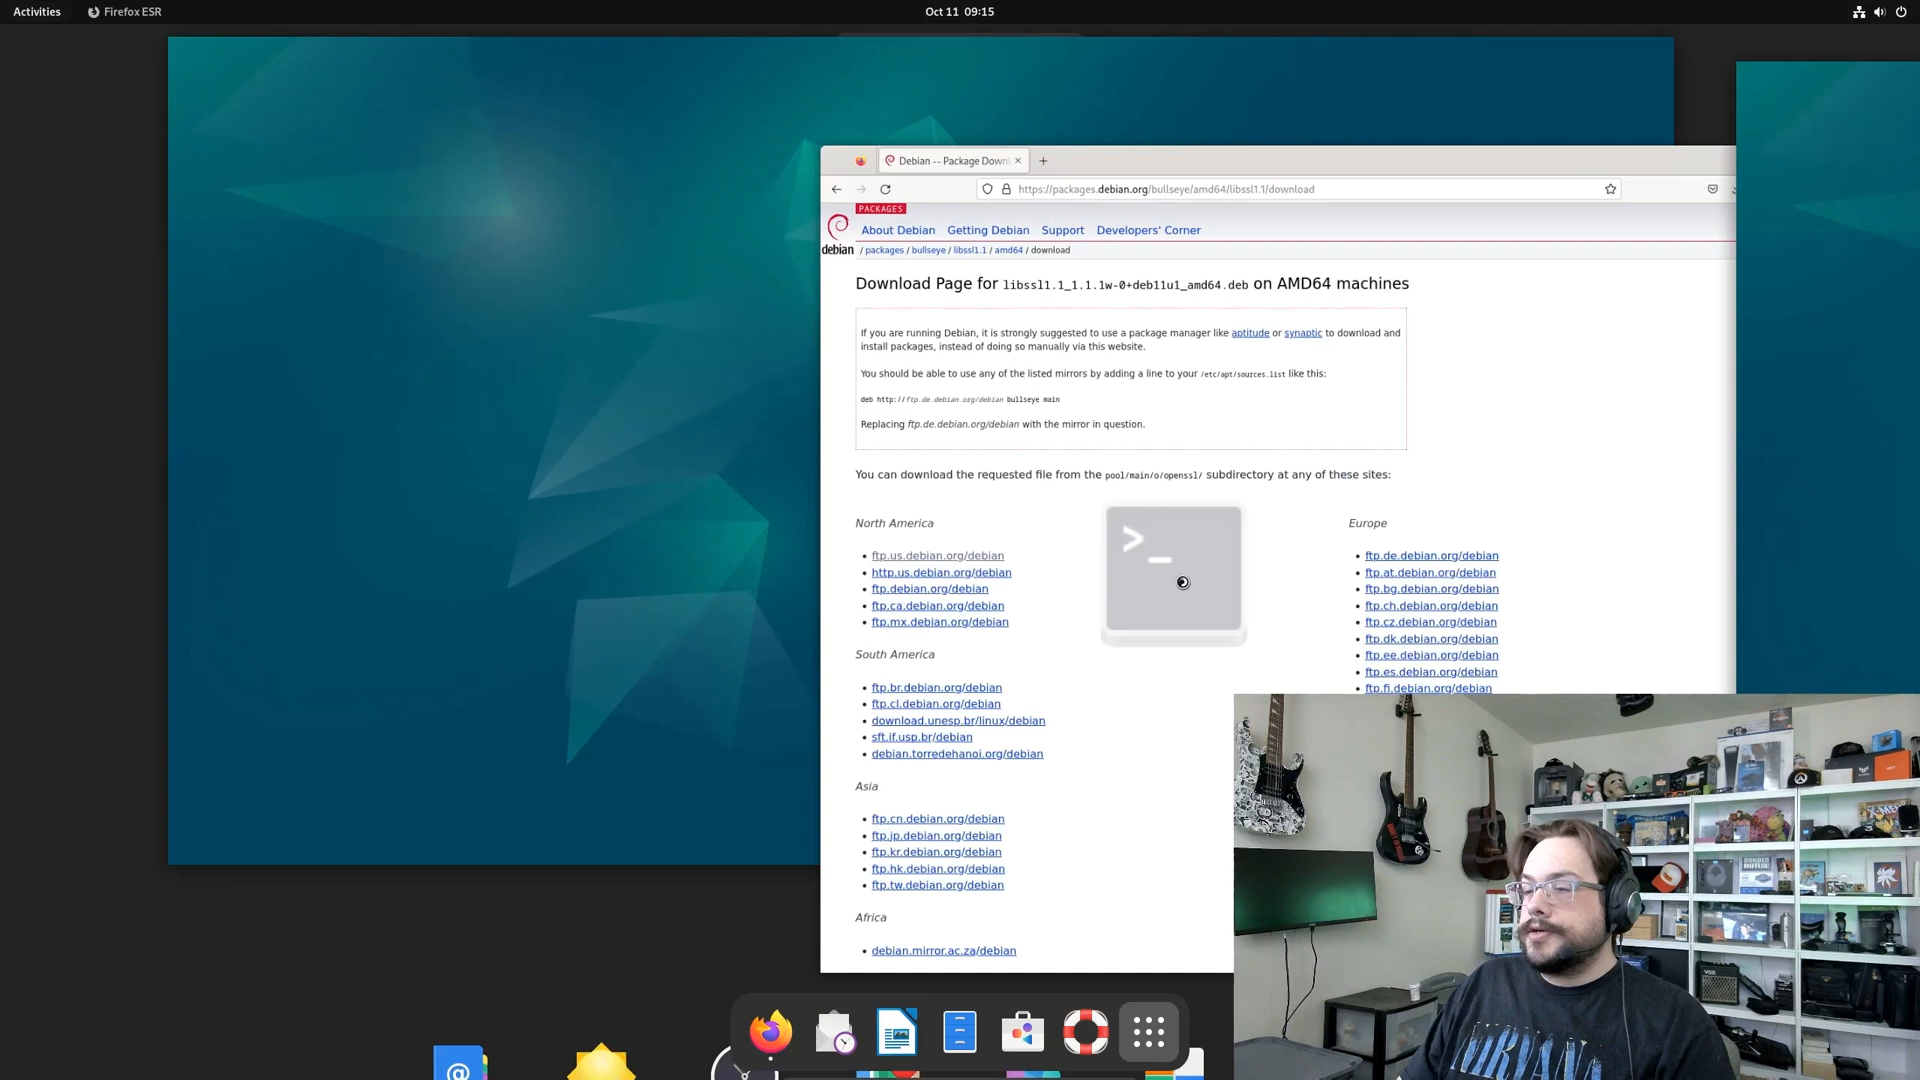 Activities
Firefox ESR
Oct 11 09:15
Debian -- Package Downl
https://packages.debian.org/bullseye/amd64/libssl1.1/download
PACKAGES
debian
About Debian Getting Debian Support Developers' Corner
/ packages / bullseye / libssl1.1 / amd64 / download
Download Page for libssl1.1_1.1.1w-0+deb11u1_amd64.deb on AMD64 machines
If you are running Debian, it is strongly suggested to use a package manager like aptitude or synaptic to download and
install packages, instead of doing so manually via this website.
You should be able to use any of the listed mirrors by adding a line to your /etc/apt/sources.list like this:
deb http://ftp.de.debian.org/debian bullseye main
Replacing ftp.de.debian.org/debian with the mirror in question.
You can download the requested file from the pool/main/o/openssl/ subdirectory at any of these sites:
North America
ftp.us.debian.org/debian
http.us.debian.org/debian
ftp.debian.org/debian
ftp.ca.debian.org/debian
ftp.mx.debian.org/debian
South America
ftp.br.debian.org/debian
ftp.cl.debian.org/debian
download.unesp.br/linux/debian
sft.if.usp.br/debian
debian.torredehanoi.org/debian
Asia
ftp.cn.debian.org/debian
ftp.jp.debian.org/debian
ftp.kr.debian.org/debian
ftp.hk.debian.org/debian
ftp.tw.debian.org/debian
Africa
debian.mirror.ac.za/debian
>_
Europe
ftp.de.debian.org/debian
ftp.at.debian.org/debian
ftp.bg.debian.org/debian
ftp.ch.debian.org/debian
ftp.cz.debian.org/debian
ftp.dk.debian.org/debian
ftp.ee.debian.org/debian
ftp.es.debian.org/debian
ftp.fi.debian.org/debian
@
DUNDER
MIFFLIN
X-MEN
VOX